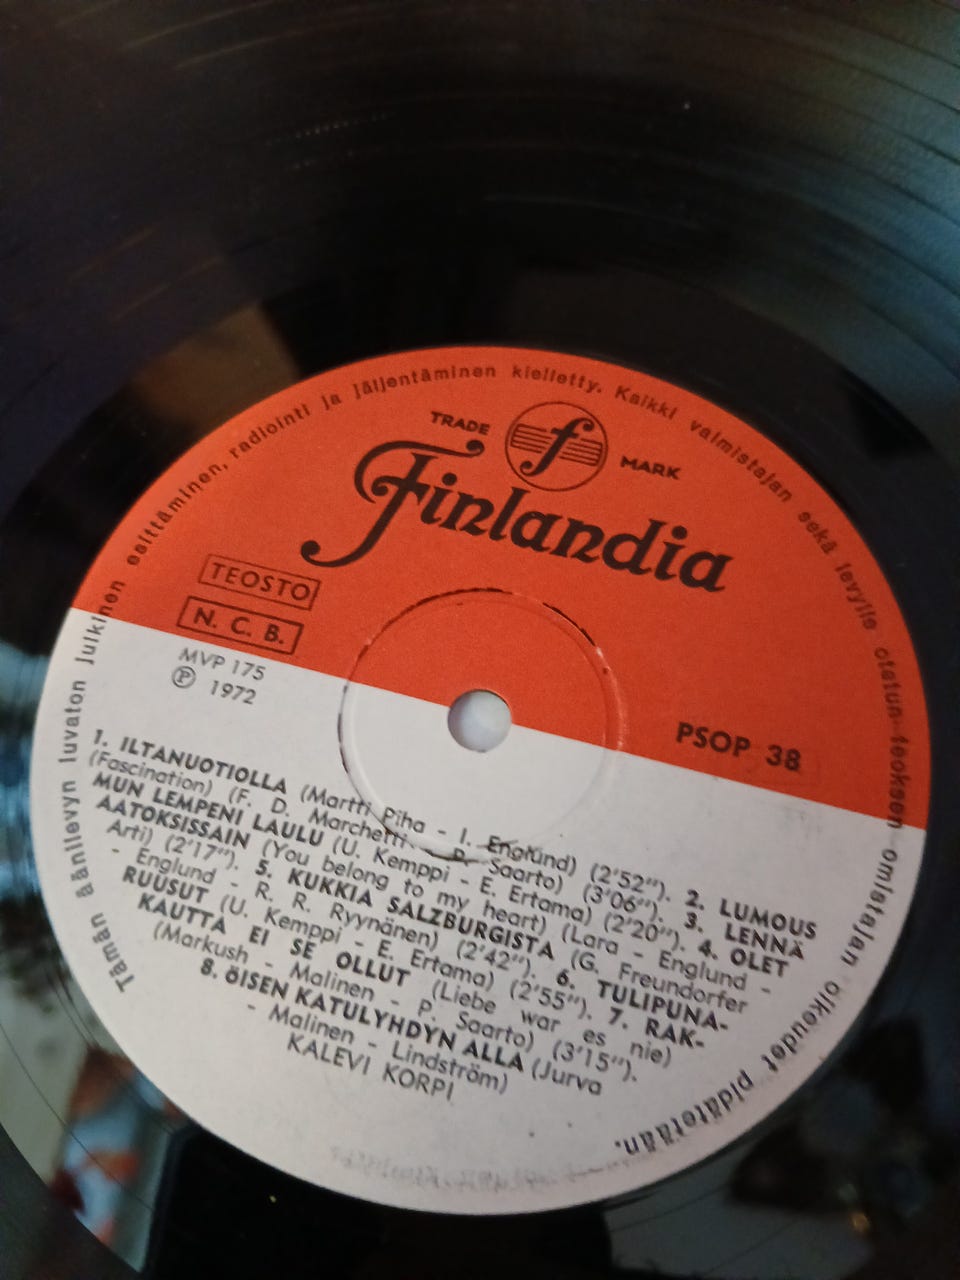 Tämän äänilevyn luvaton julkinen esittäminen, radiointi ja jäljentäminen kielletty. Kaikki valmistajan sekä levylle otetun teoksen omistajan oikeudet pidätetään.
TRADE f MARK
Finlandia
TEOSTO
N. C. B.
MVP 175
Ⓟ 1972
PSOP 38
1. ILTANUOTIOLLA (Martti Piha - I. Englund) (2'52"). 2. LUMOUS
(Fascination) (F. D. Marchetti - P. Saarto) (3'06"). 3. LENNÄ
MUN LEMPENI LAULU (U. Kemppi - E. Ertama) (2'20"). 4. OLET
AATOKSISSAIN (You belong to my heart) (Lara - Englund -
Arti) (2'17"). 5. KUKKIA SALZBURGISTA (G. Freundorfer
- Englund - R. R. Ryynänen) (2'42"). 6. TULIPUNA-
RUUSUT (U. Kemppi - E. Ertama) (2'55"). 7. RAK-
KAUTTA EI SE OLLUT (Liebe war es nie)
(Markush - Malinen - P. Saarto) (3'15").
8. ÖISEN KATULYHDYN ALLA (Jurva
- Malinen - Lindström)
KALEVI KORPI